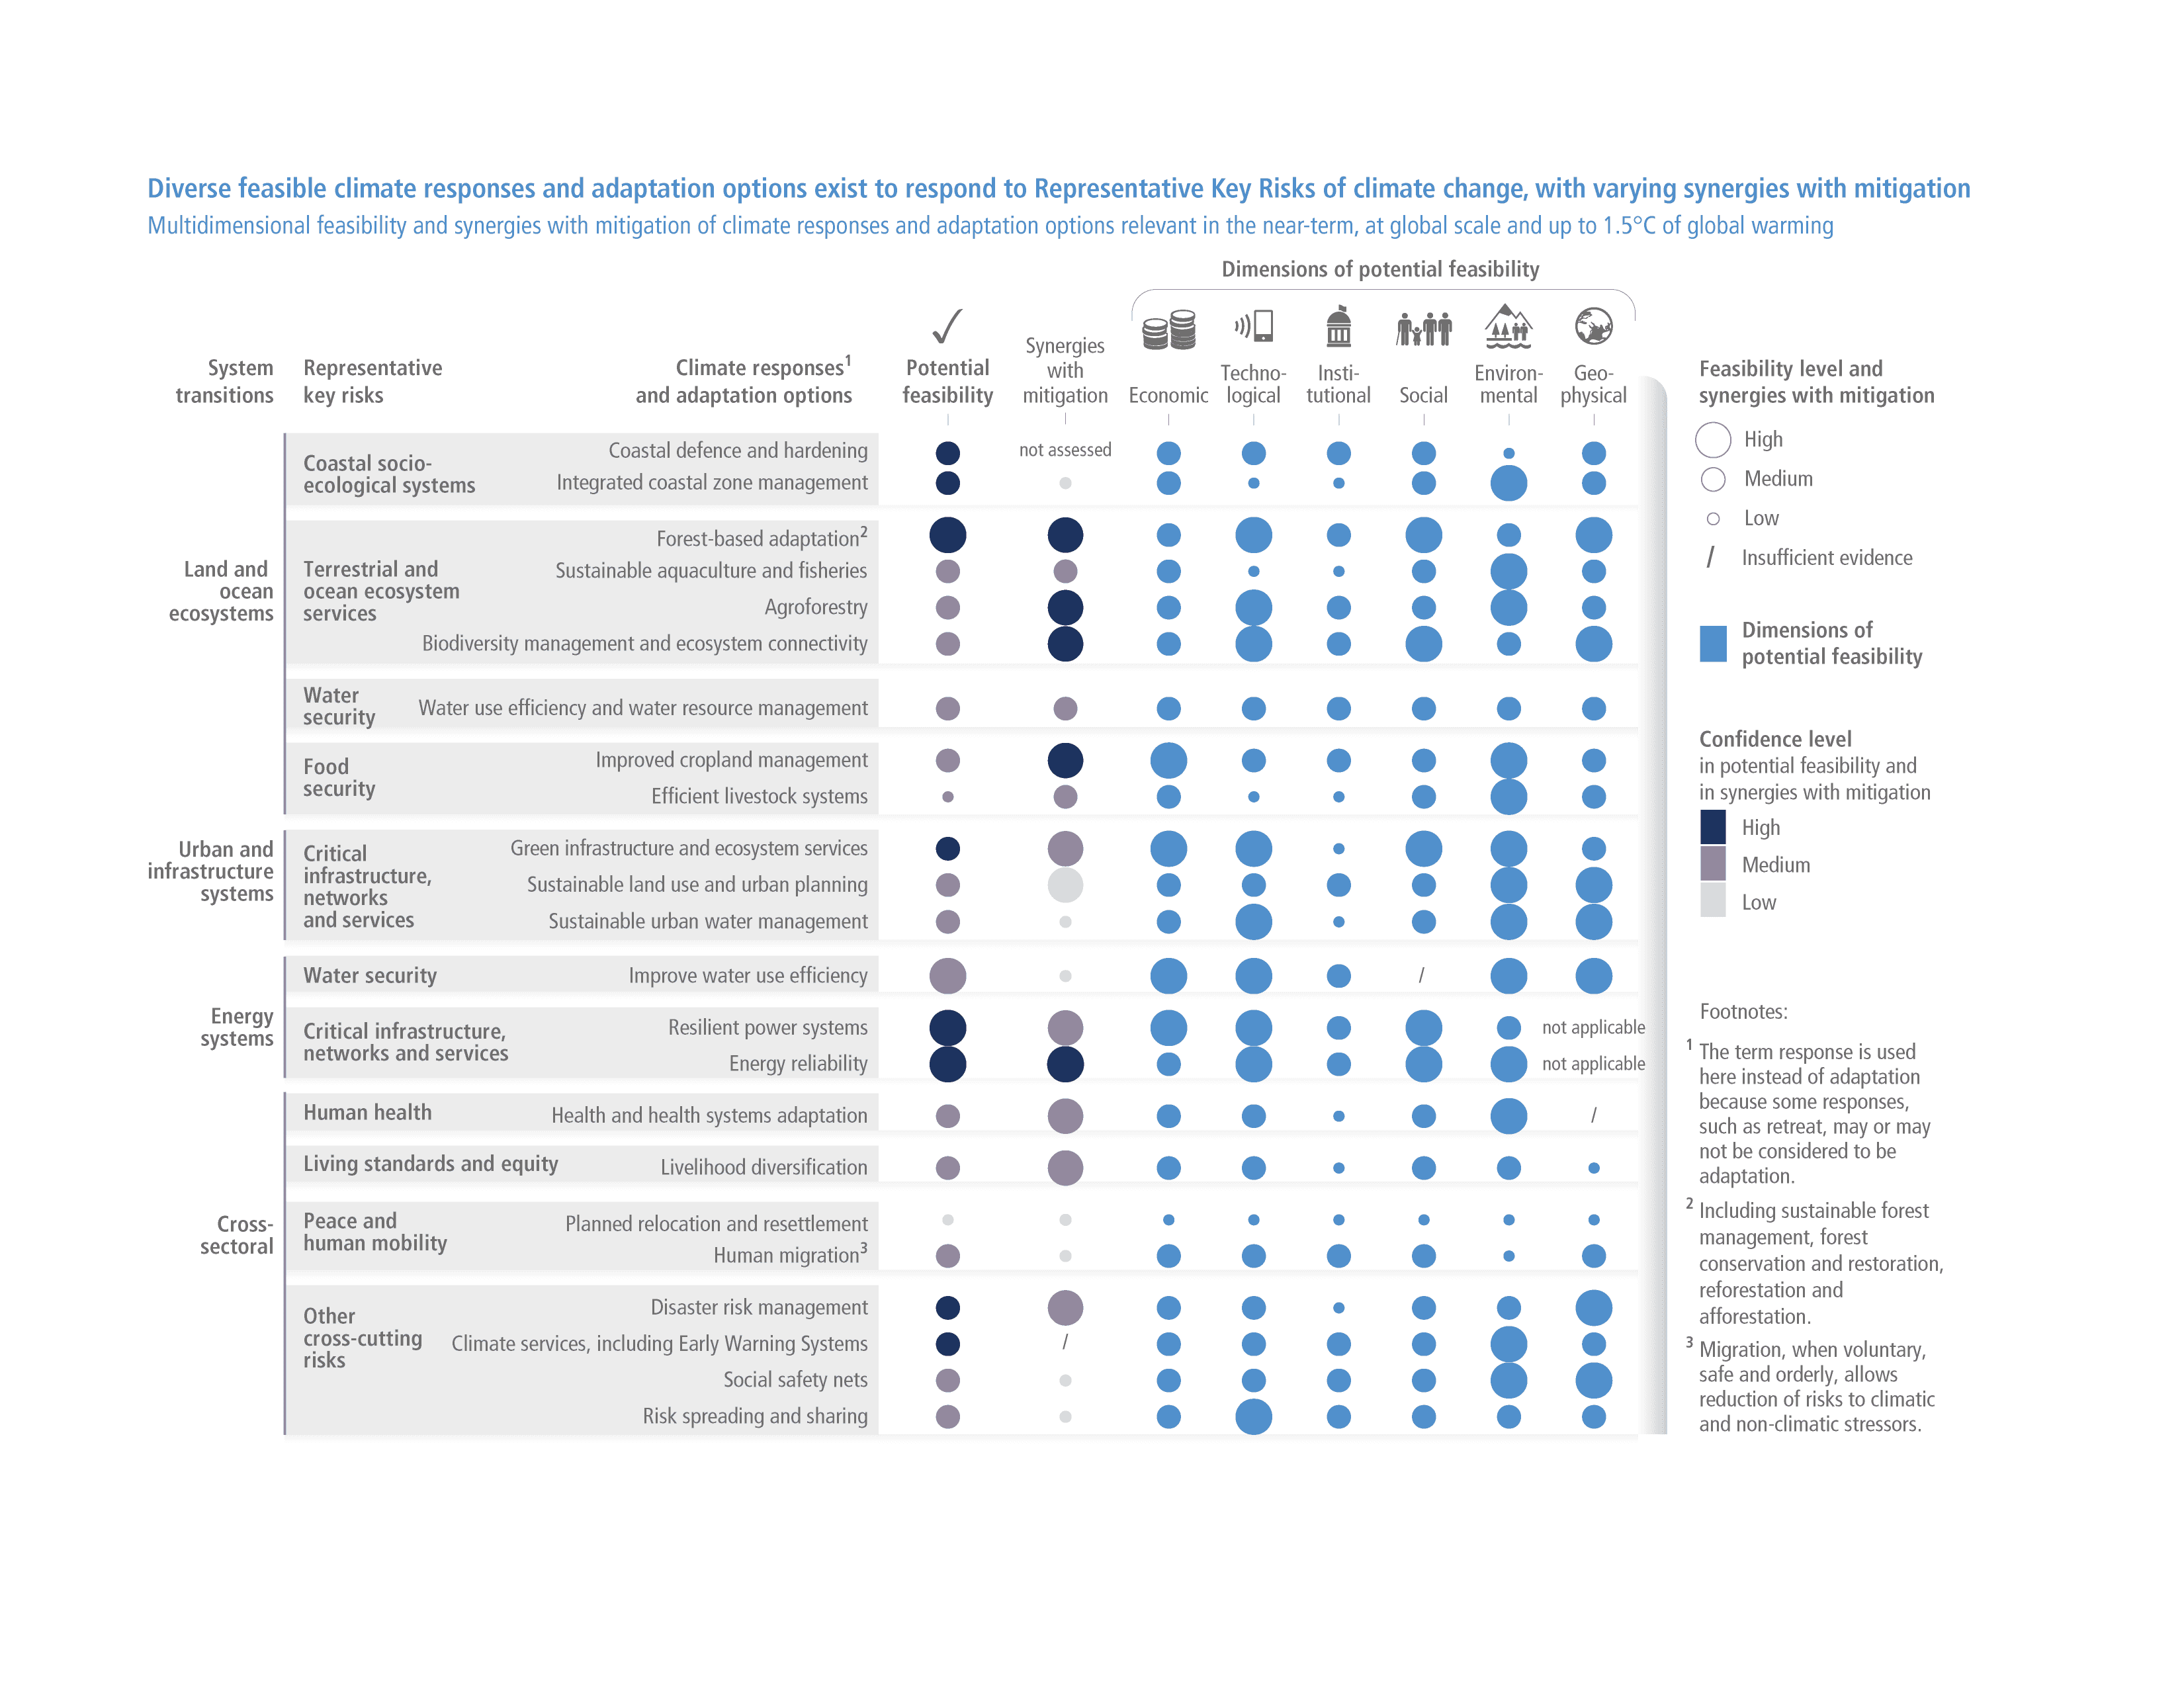 Diverse feasible climate responses and adaptation options exist to respond to Representative Key Risks of climate change, with varying synergies with mitigation
Multidimensional feasibility and synergies with mitigation of climate responses and adaptation options relevant in the near-term, at global scale and up to 1.5°C of global warming
Dimensions of potential feasibility
System
transitions
Representative
key risks
Climate responses¹
and adaptation options
Potential
feasibility
Synergies
with
mitigation
Economic
Techno-
logical
Insti-
tutional
Social
Environ-
mental
Geo-
physical
Land and
ocean
ecosystems
Coastal socio-
ecological systems
Coastal defence and hardening
not assessed
Integrated coastal zone management
Terrestrial and
ocean ecosystem
services
Forest-based adaptation²
Sustainable aquaculture and fisheries
Agroforestry
Biodiversity management and ecosystem connectivity
Water
security
Water use efficiency and water resource management
Food
security
Improved cropland management
Efficient livestock systems
Urban and
infrastructure
systems
Critical
infrastructure,
networks
and services
Green infrastructure and ecosystem services
Sustainable land use and urban planning
Sustainable urban water management
Energy
systems
Water security
Improve water use efficiency
/
Critical infrastructure,
networks and services
Resilient power systems
not applicable
Energy reliability
not applicable
Cross-
sectoral
Human health
Health and health systems adaptation
/
Living standards and equity
Livelihood diversification
Peace and
human mobility
Planned relocation and resettlement
Human migration³
Other
cross-cutting
risks
Disaster risk management
Climate services, including Early Warning Systems
/
Social safety nets
Risk spreading and sharing
Feasibility level and
synergies with mitigation
High
Medium
Low
/ Insufficient evidence
Dimensions of
potential feasibility
Confidence level
in potential feasibility and
in synergies with mitigation
High
Medium
Low
Footnotes:
¹ The term response is used
here instead of adaptation
because some responses,
such as retreat, may or may
not be considered to be
adaptation.
² Including sustainable forest
management, forest
conservation and restoration,
reforestation and
afforestation.
³ Migration, when voluntary,
safe and orderly, allows
reduction of risks to climatic
and non-climatic stressors.